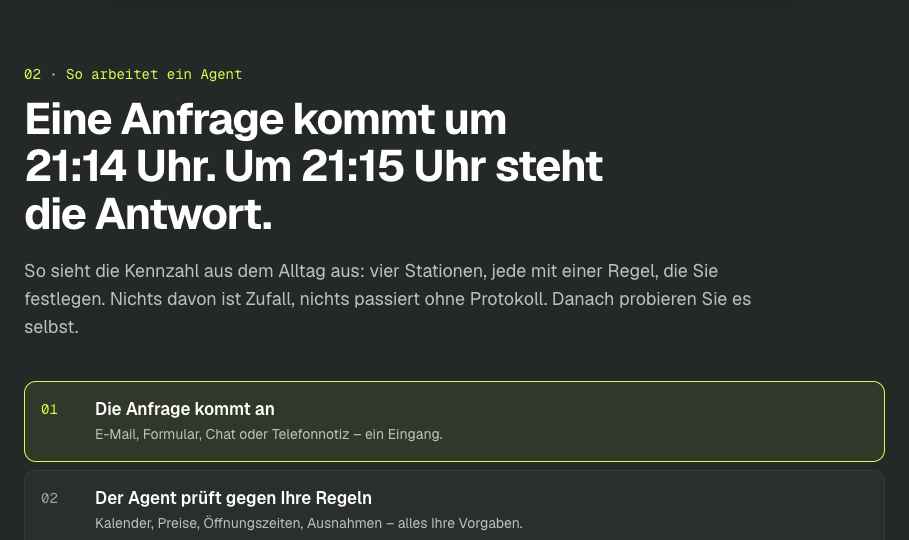 02 · So arbeitet ein Agent
Eine Anfrage kommt um
21:14 Uhr. Um 21:15 Uhr steht
die Antwort.
So sieht die Kennzahl aus dem Alltag aus: vier Stationen, jede mit einer Regel, die Sie
festlegen. Nichts davon ist Zufall, nichts passiert ohne Protokoll. Danach probieren Sie es
selbst.
01 Die Anfrage kommt an
E-Mail, Formular, Chat oder Telefonnotiz – ein Eingang.
02 Der Agent prüft gegen Ihre Regeln
Kalender, Preise, Öffnungszeiten, Ausnahmen – alles Ihre Vorgaben.